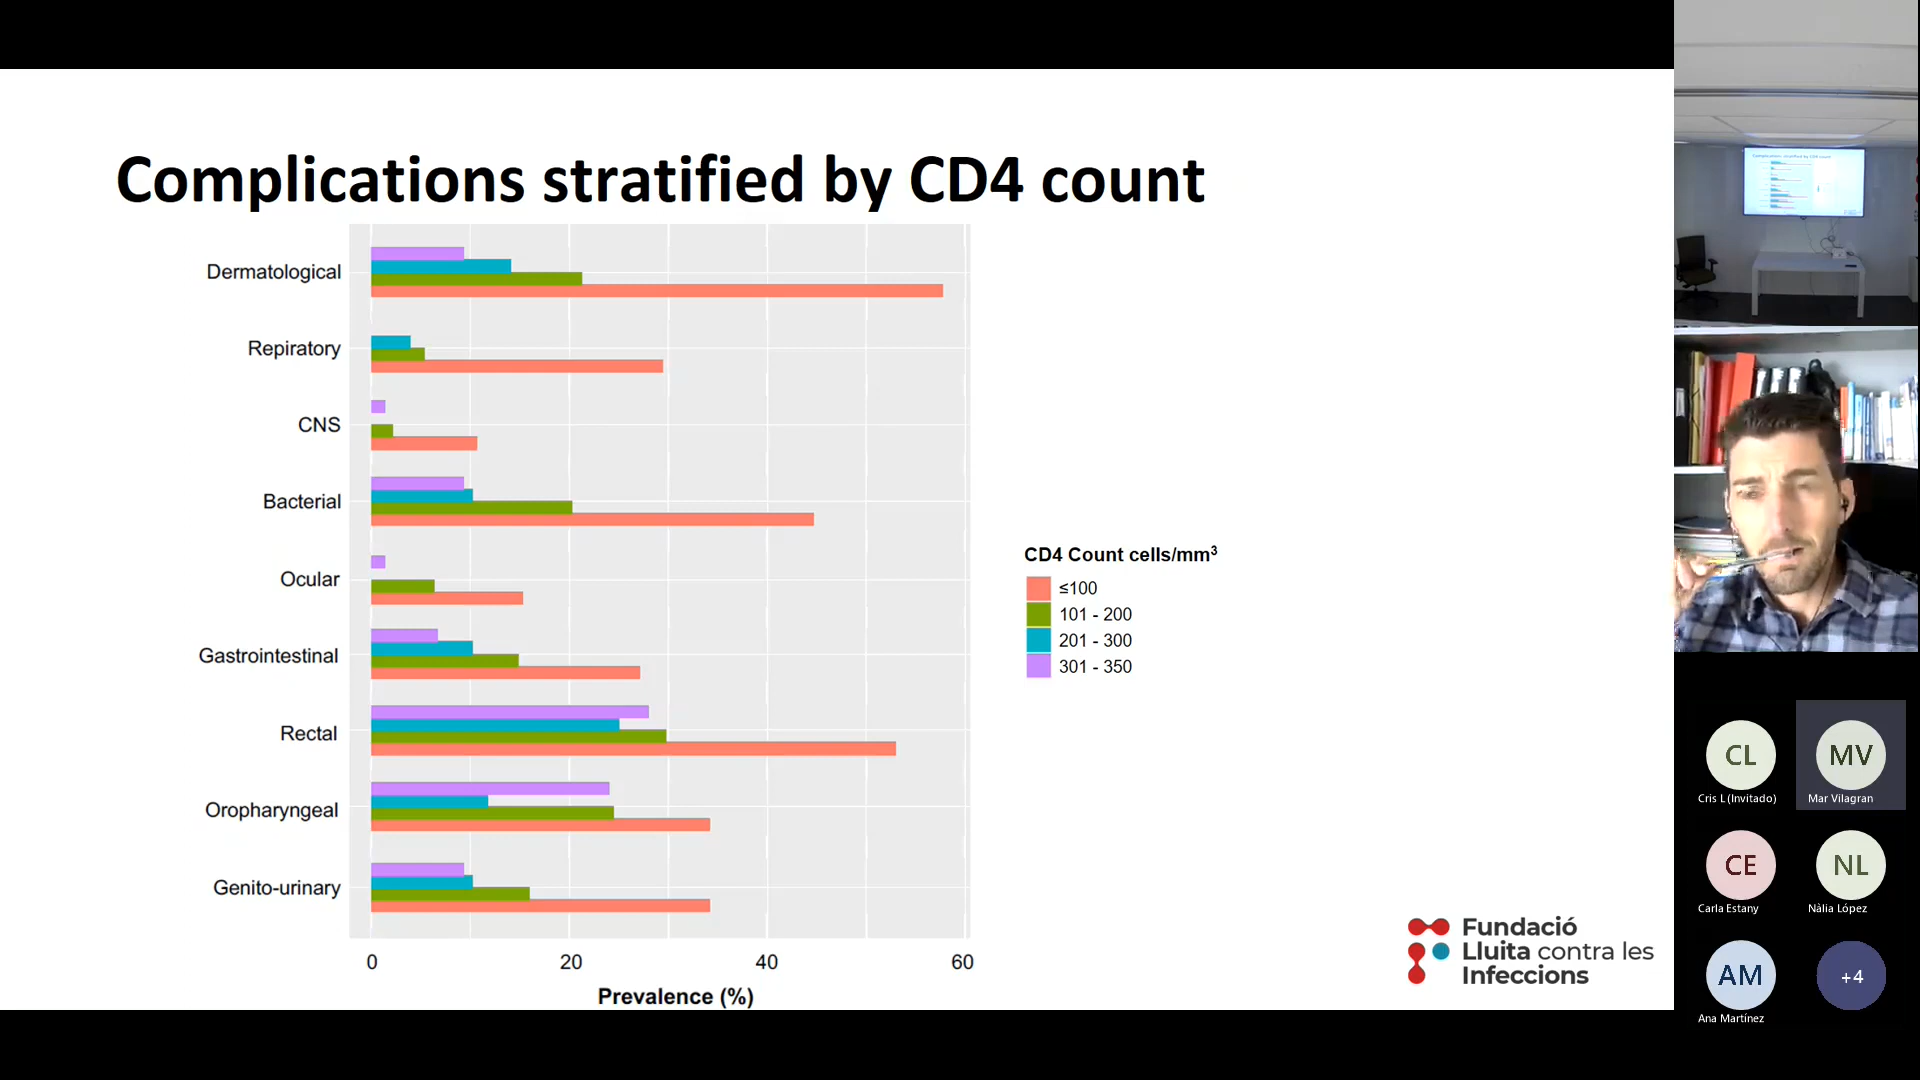 Complications stratified by CD4 count
Dermatological
Repiratory
CNS
Bacterial
Ocular
Gastrointestinal
Rectal
Oropharyngeal
Genito-urinary
0 20 40 60
Prevalence (%)
CD4 Count cells/mm³
≤100
101 - 200
201 - 300
301 - 350
Fundació
Lluita contra les
Infeccions
CL MV
Cris L (Invitado) Mar Vilagran
CE NL
Carla Estany Nàlia López
AM +4
Ana Martínez